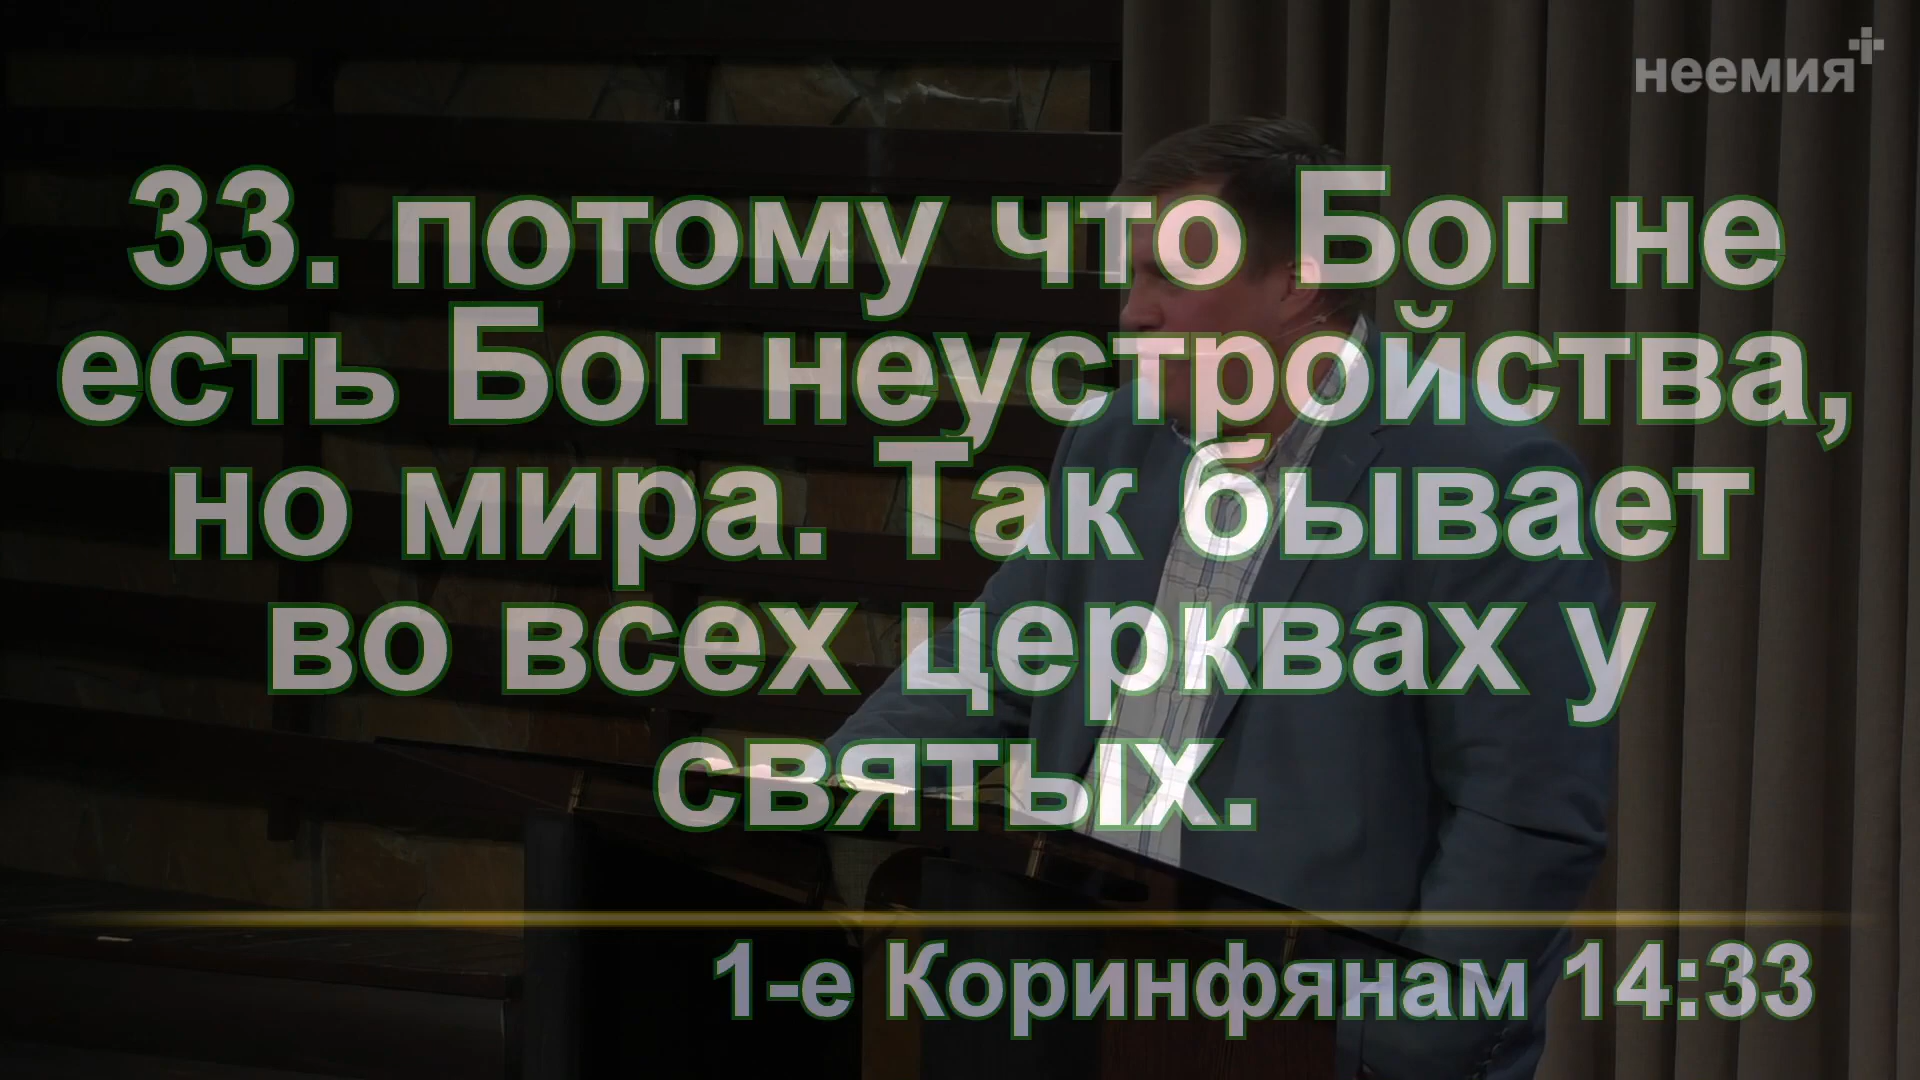 неемия
33. потому что Бог не
есть Бог неустройства,
но мира. Так бывает
во всех церквах у
святых.
1-е Коринфянам 14:33